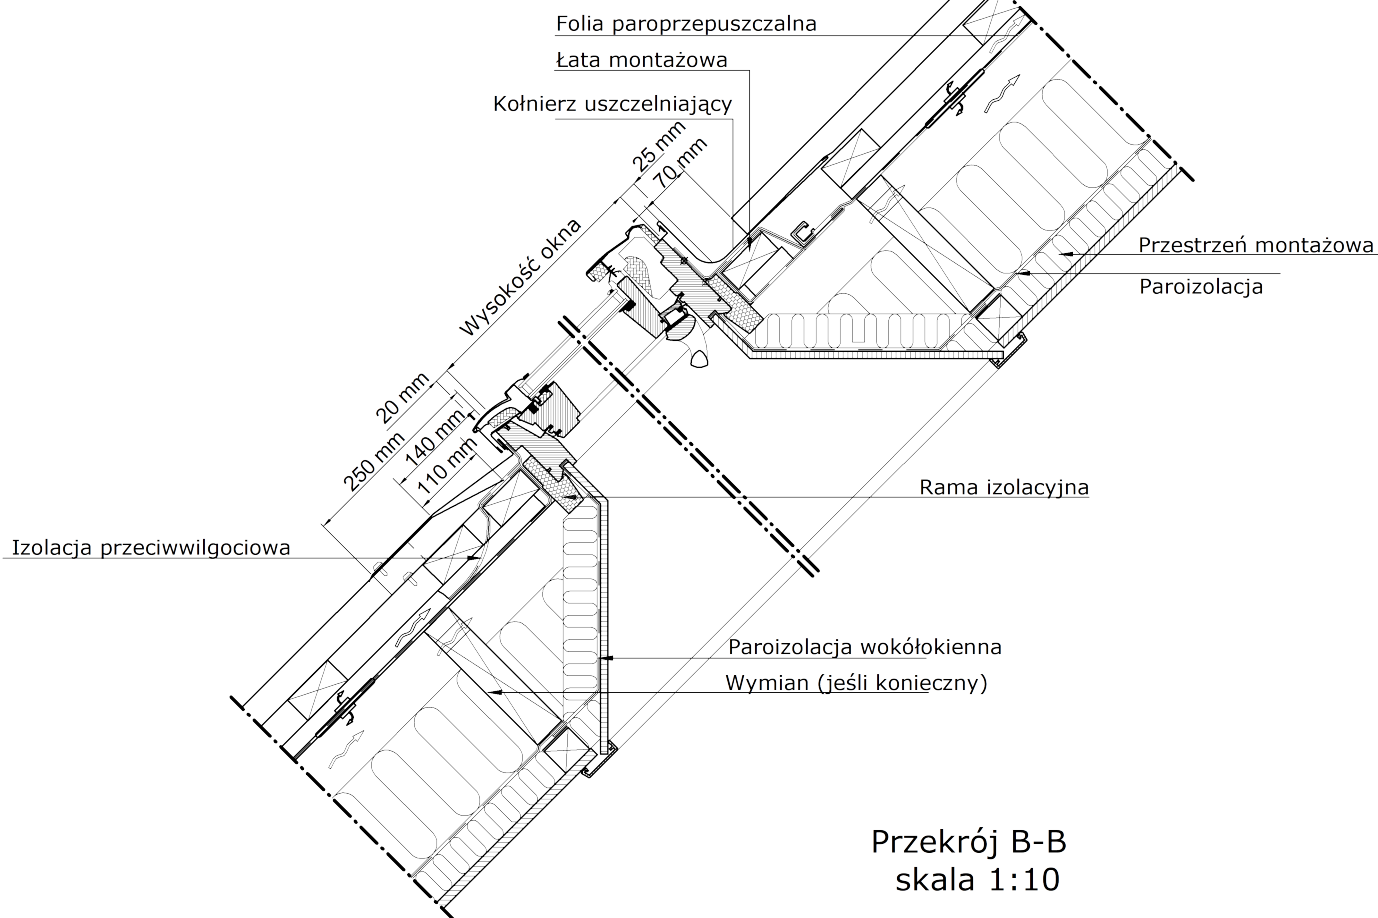 Folia paroprzepuszczalna
Łata montażowa
Kołnierz uszczelniający
25 mm
70 mm
Wysokość okna
1
Przestrzeń montażowa
Paroizolacja
20 mm
250 mm
140 mm
110 mm
Rama izolacyjna
Izolacja przeciwwilgociowa
Paroizolacja wokółokienna
Wymian (jeśli konieczny)
Przekrój B-B
skala 1:10